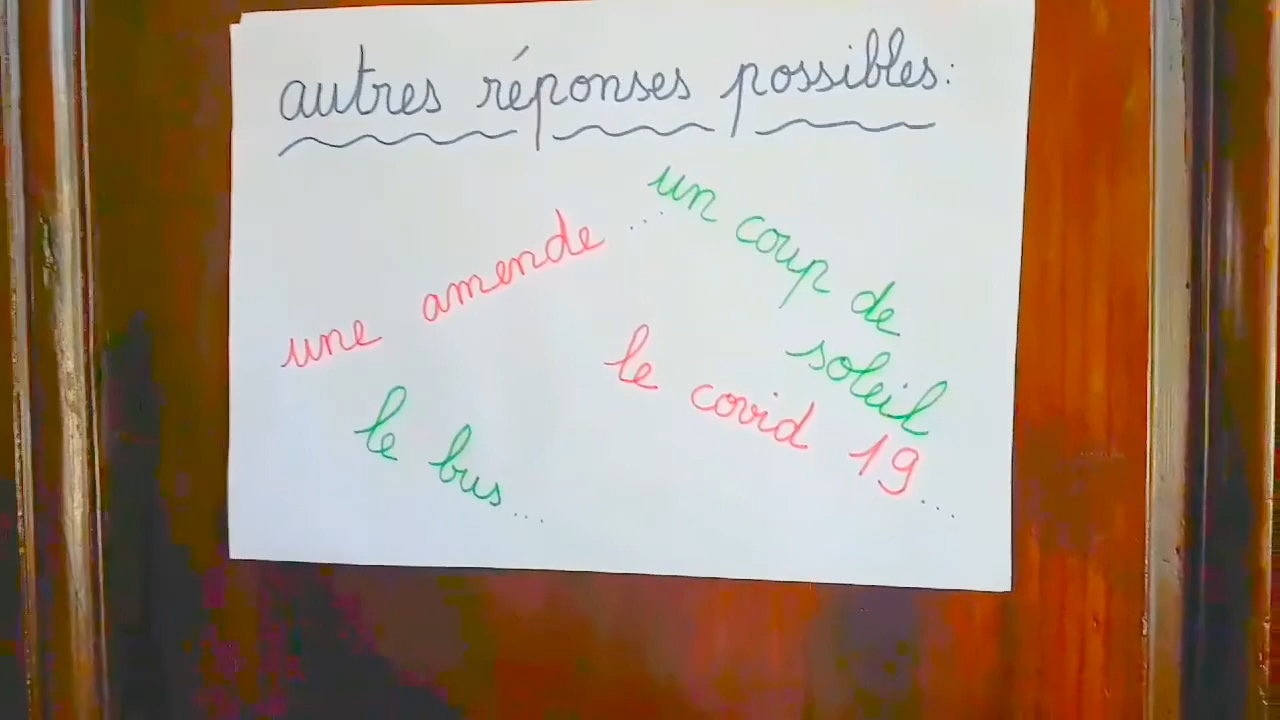 autres réponses possibles:
une amende ...
un coup de
soleil
le bus...
le covid 19...